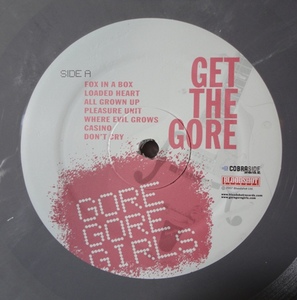 SIDE A
FOX IN A BOX
LOADED HEART
ALL GROWN UP
PLEASURE UNIT
WHERE EVIL GROWS
CASINO
DON'T CRY
GET
THE
GORE
COBRASIDE
BLOODSHOT
GORE
GORE
GIRLS